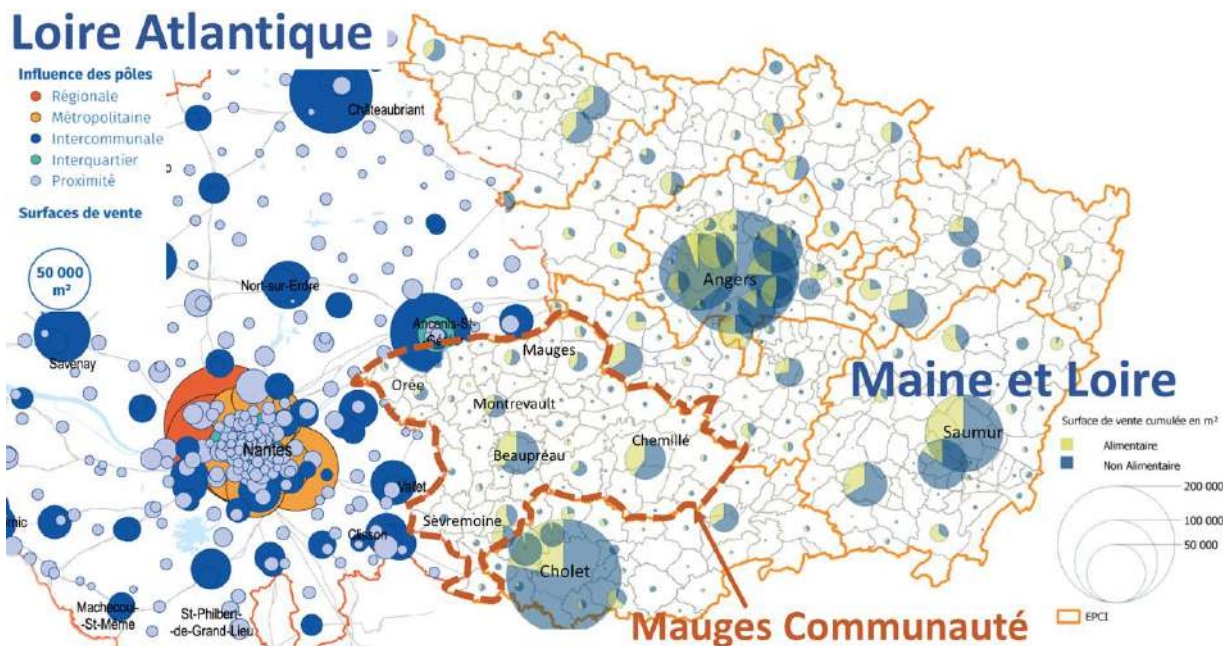 Loire Atlantique
Influence des pôles
Régionale
Métropolitaine
Intercommunale
Interquartier
Proximité
Surfaces de vente
50 000
m²
Châteaubriant
Nort-sur-Erdre
Ancenis-St
Savenay
Mauges
Orée
Montrevault
Angers
Maine et Loire
Surface de vente cumulée en m²
Alimentaire
Non Alimentaire
200 000
100 000
50 000
EPCI
Saumur
Chemillé
Beaupréau
Nantes
Vallet
Sèvremoine
Clisson
Cholet
Machecoul
-St-Même
St-Philbert
-de-Grand-Lieu
Mauges Communauté